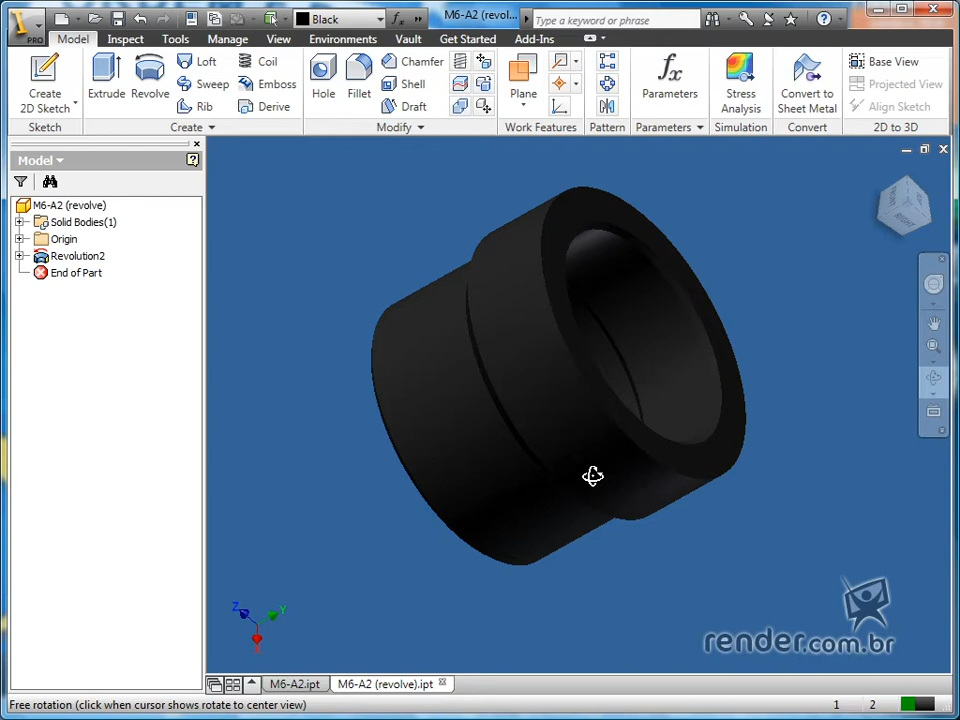 PRO
Black
M6-A2 (revol...
Type a keyword or phrase
Model Inspect Tools Manage View Environments Vault Get Started Add-Ins
Create
2D Sketch
Extrude
Revolve
Loft
Sweep
Rib
Coil
Emboss
Derive
Hole
Fillet
Chamfer
Shell
Draft
Plane
Parameters
Stress
Analysis
Convert to
Sheet Metal
Base View
Projected View
Align Sketch
Sketch Create Modify Work Features Pattern Parameters Simulation Convert 2D to 3D
Model
M6-A2 (revolve)
Solid Bodies(1)
Origin
Revolution2
End of Part
RIGHT
Z Y
X
render.com.br
M6-A2.ipt M6-A2 (revolve).ipt
Free rotation (click when cursor shows rotate to center view) 1 2